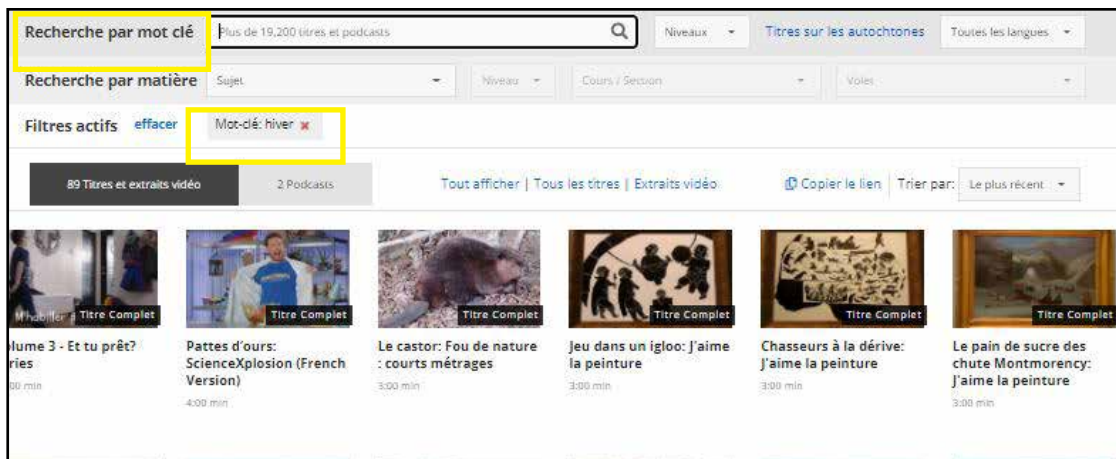 Recherche par mot clé Plus de 19,200 titres et podcasts Niveaux Titres sur les autochtones Toutes les langues
Recherche par matière Sujet Niveau Cours / Section Voies
Filtres actifs effacer Mot-clé: hiver
89 Titres et extraits vidéo 2 Podcasts Tout afficher | Tous les titres | Extraits vidéo Copier le lien Trier par: Le plus récent
M'habiller Titre Complet Titre Complet Titre Complet Titre Complet Titre Complet Titre Complet
lume 3 - Et tu prêt? Pattes d'ours: Le castor: Fou de nature Jeu dans un igloo: J'aime Chasseurs à la dérive: Le pain de sucre des
ries ScienceXplosion (French : courts métrages la peinture J'aime la peinture chute Montmorency:
00 min Version) 3:00 min 3:00 min 3:00 min J'aime la peinture
4:00 min 3:00 min